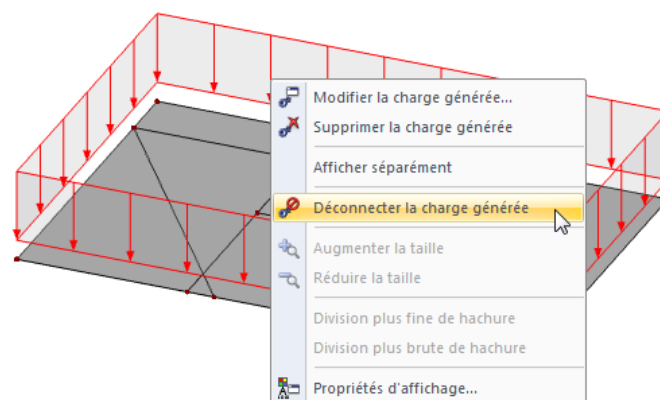 Modifier la charge générée...
Supprimer la charge générée
Afficher séparément
Déconnecter la charge générée
Augmenter la taille
Réduire la taille
Division plus fine de hachure
Division plus brute de hachure
Propriétés d'affichage...